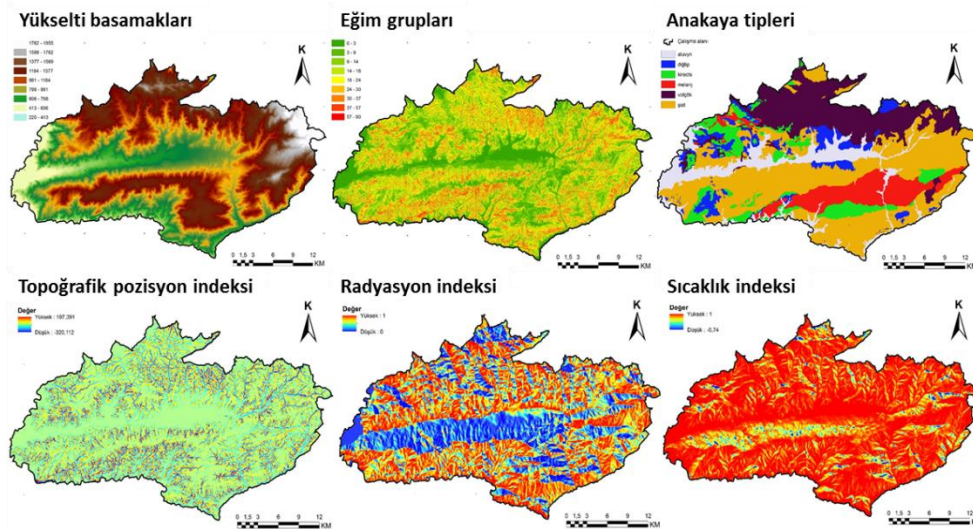 Yükselti basamakları
Eğim grupları
Anakaya tipleri
1762 - 1955
1569 - 1762
1377 - 1569
1184 - 1377
991 - 1184
798 - 991
606 - 798
413 - 606
220 - 413
K
0 1,5 3 6 9 12
KM
0 - 3
3 - 9
9 - 14
14 - 18
18 - 24
24 - 30
30 - 37
37 - 57
57 - 90
K
0 1,5 3 6 9 12
KM
Çalışma alanı
alüvyon
melanj
volkanik
K
0 1,5 3 6 9 12
KM
Topoğrafik pozisyon indeksi
Radyasyon indeksi
Sıcaklık indeksi
Değer
Yüksek : 197,391
Düşük : -320,112
K
0 1,5 3 6 9 12
KM
Değer
Yüksek : 1
Düşük : 0
K
0 1,5 3 6 9 12
KM
Değer
Yüksek : 1
Düşük : -0,74
K
0 1,5 3 6 9 12
KM